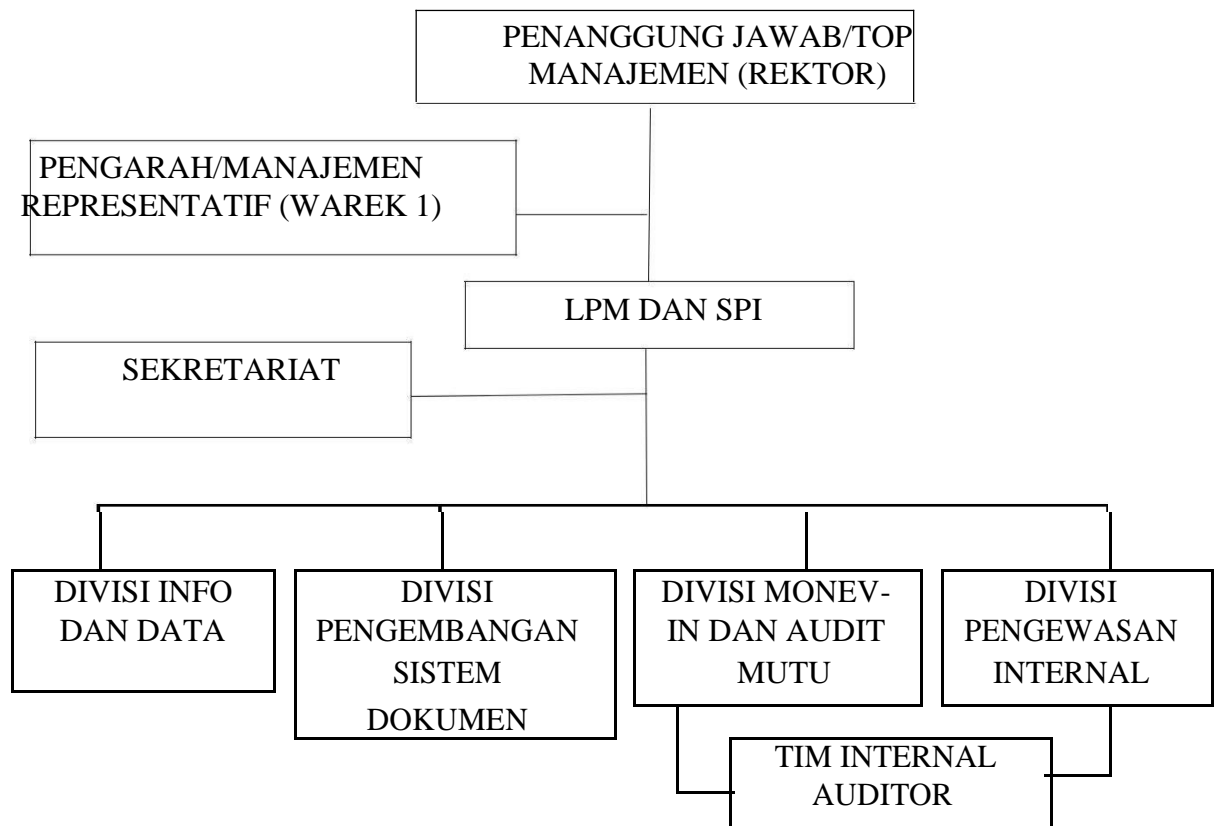 PENANGGUNG JAWAB/TOP
MANAJEMEN (REKTOR)
PENGARAH/MANAJEMEN
REPRESENTATIF (WAREK 1)
LPM DAN SPI
SEKRETARIAT
DIVISI INFO
DAN DATA
DIVISI
PENGEMBANGAN
SISTEM
DOKUMEN
DIVISI MONEV-
IN DAN AUDIT
MUTU
DIVISI
PENGEWASAN
INTERNAL
TIM INTERNAL
AUDITOR